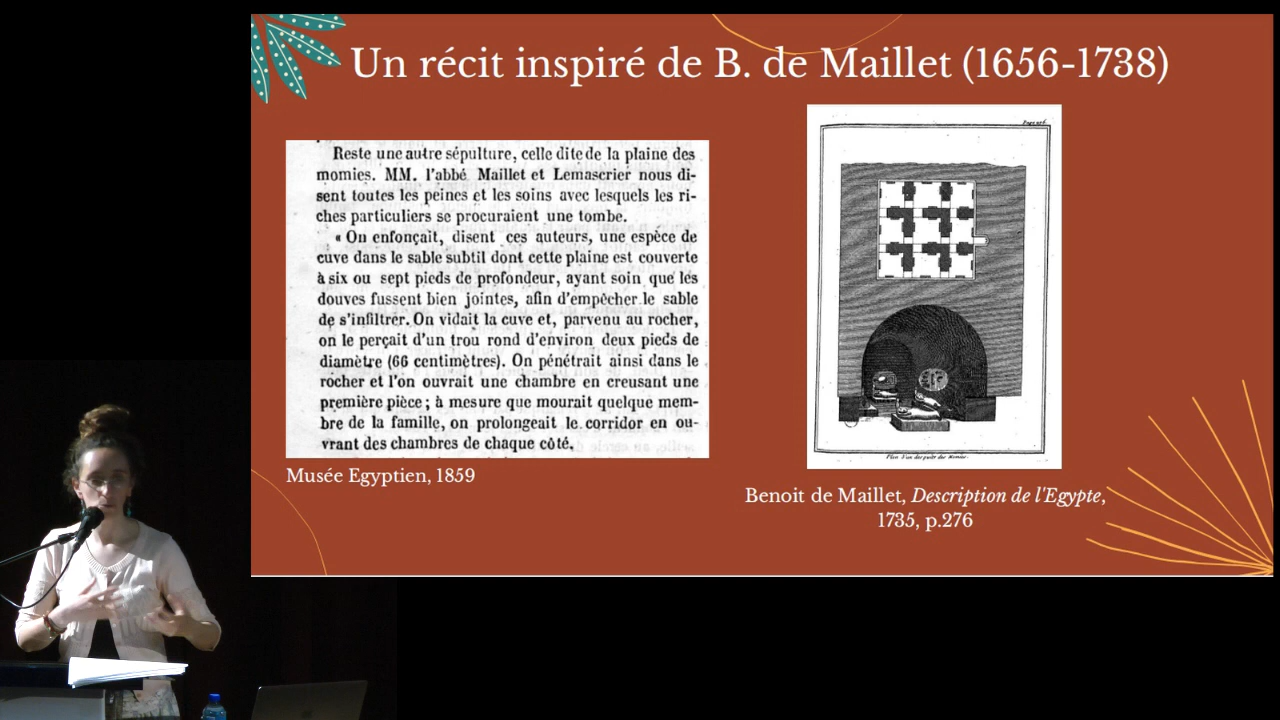 Un récit inspiré de B. de Maillet (1656-1738)
Reste une autre sépulture, celle dite de la plaine des
momies. MM. l'abbé Maillet et Lemascrier nous di-
sent toutes les peines et les soins avec lesquels les ri-
ches particuliers se procuraient une tombe.
« On enfonçait, disent ces auteurs, une espèce de
cuve dans le sable subtil dont cette plaine est couverte
à six ou sept pieds de profondeur, ayant soin que les
douves fussent bien jointes, afin d'empêcher le sable
de s'infiltrer. On vidait la cuve et, parvenu au rocher,
on le perçait d'un trou rond d'environ deux pieds de
diamètre (66 centimètres). On pénétrait ainsi dans le
rocher et l'on ouvrait une chambre en creusant une
première pièce ; à mesure que mourait quelque mem-
bre de la famille, on prolongeait le corridor en ou-
vrant des chambres de chaque côté.
Musée Egyptien, 1859
Plan d'un des puits des Momies.
Benoit de Maillet, Description de l'Egypte,
1735, p.276